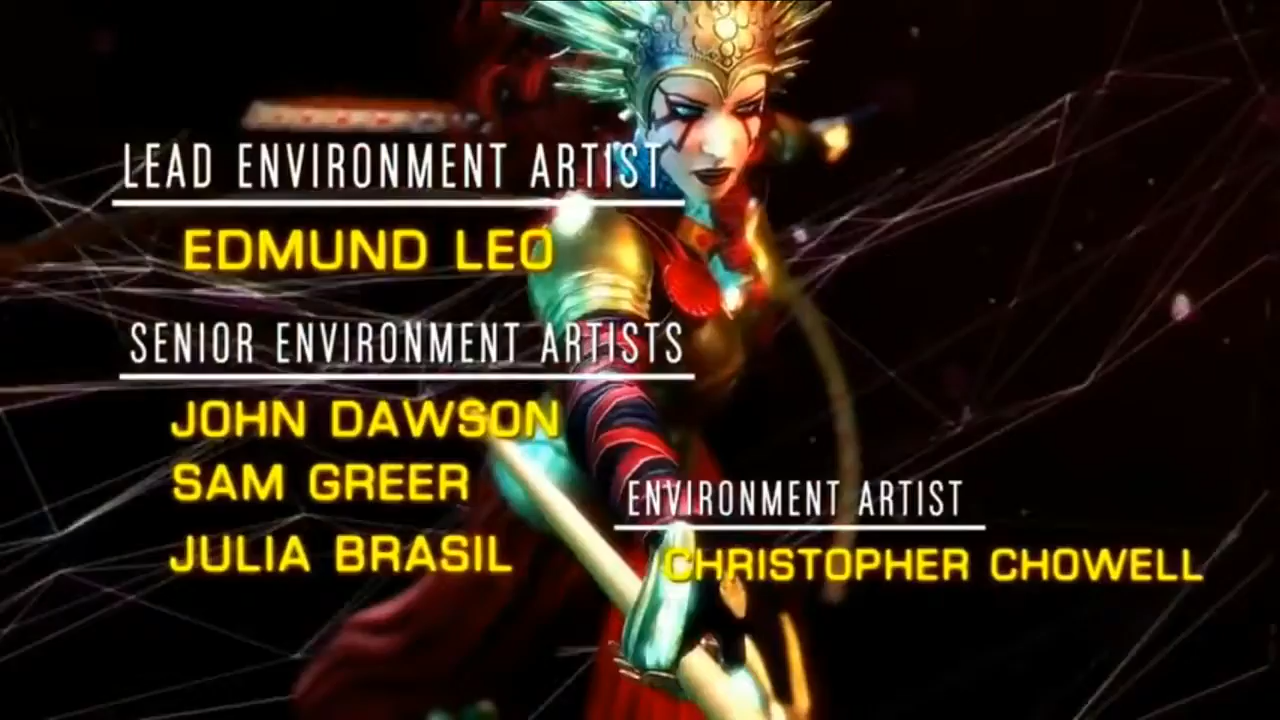 LEAD ENVIRONMENT ARTIST
EDMUND LEO
SENIOR ENVIRONMENT ARTISTS
JOHN DAWSON
SAM GREER
JULIA BRASIL
ENVIRONMENT ARTIST
CHRISTOPHER CHOWELL